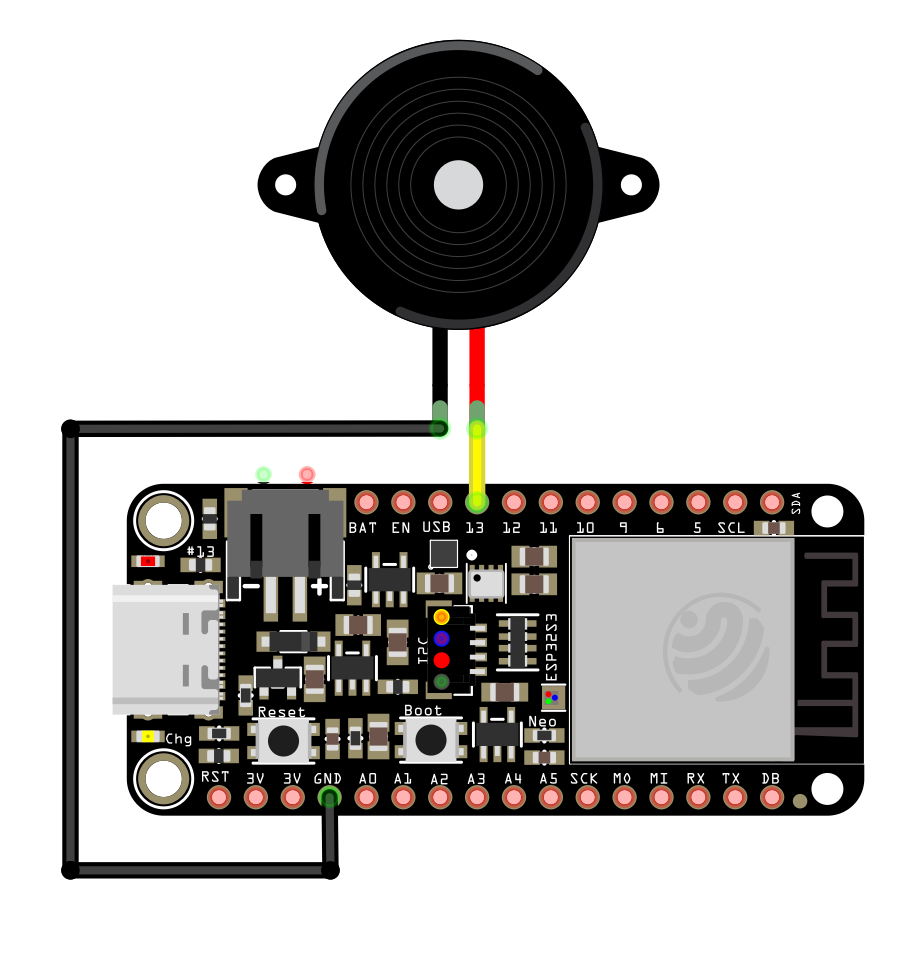 BAT EN USB 13 12 11 10 9 6 5 SCL SDA
#13
I2C
ESP32S3
Reset
Boot
Neo
Chg
RST 3V 3V GND A0 A1 A2 A3 A4 A5 SCK MO MI RX TX DB